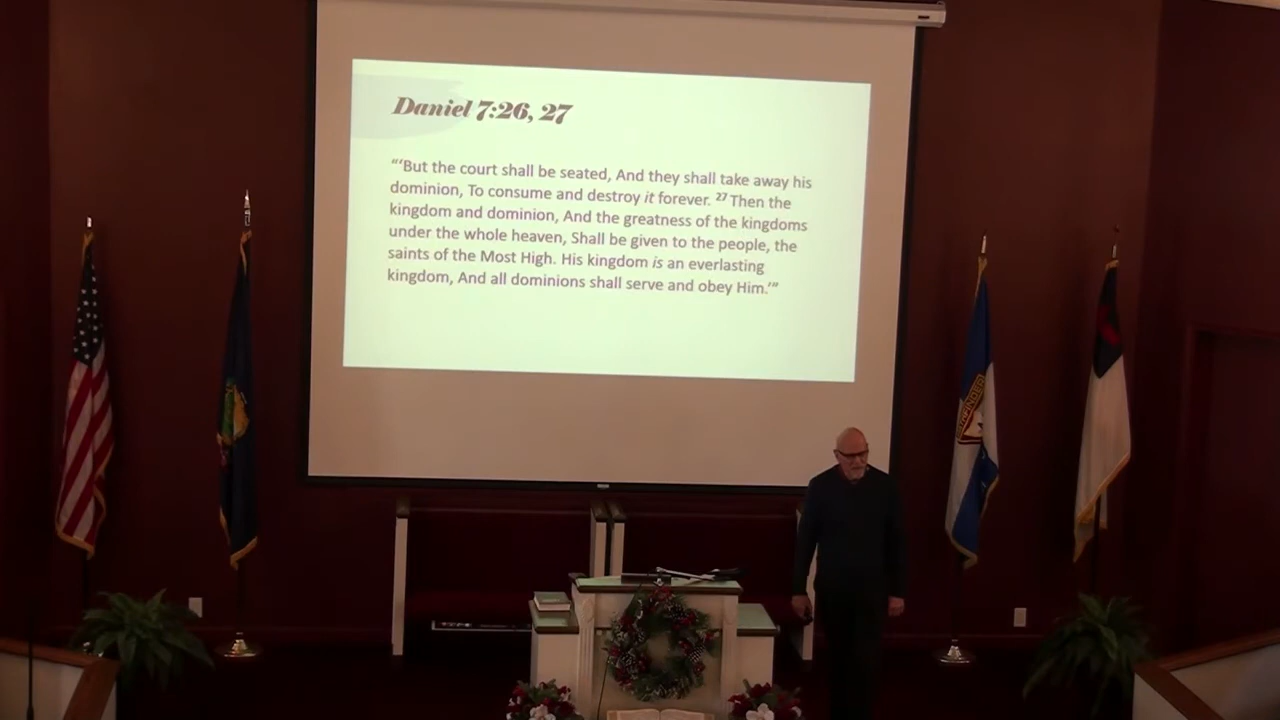 Daniel 7:26, 27
“‘But the court shall be seated, And they shall take away his
dominion, To consume and destroy it forever. 27 Then the
kingdom and dominion, And the greatness of the kingdoms
under the whole heaven, Shall be given to the people, the
saints of the Most High. His kingdom is an everlasting
kingdom, And all dominions shall serve and obey Him.’”